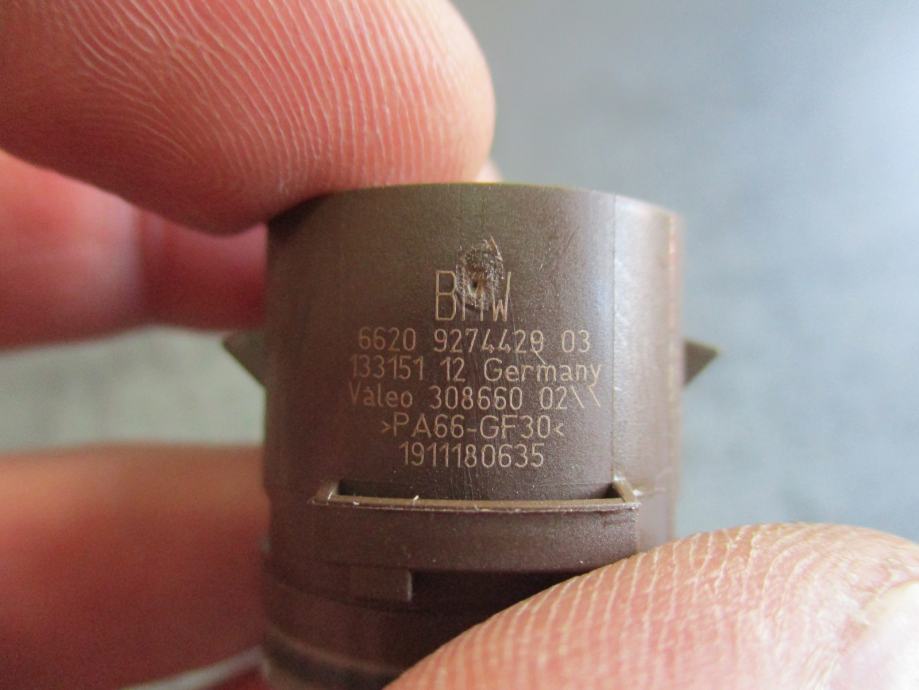 BMW
6620 9274429 03
133151 12 Germany
Valeo 308660 02\\
>PA66-GF30<
1911180635